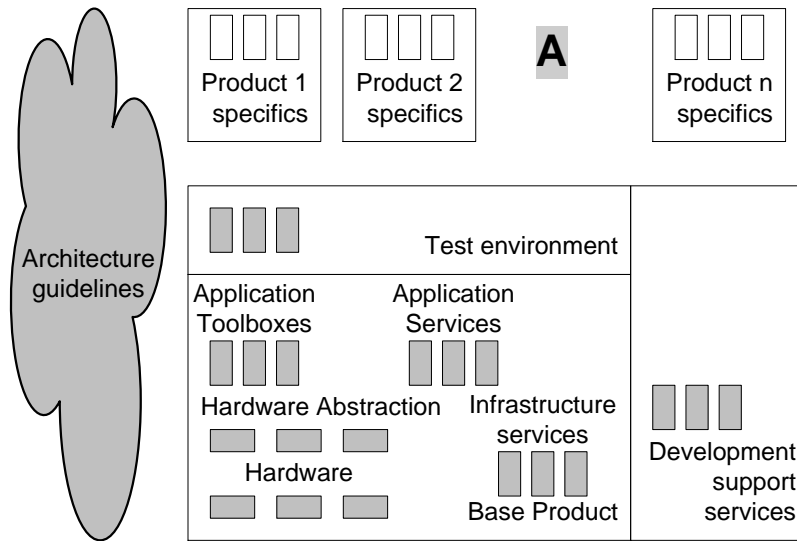 Product 1
specifics
Product 2
specifics
A
Product n
specifics
Architecture
guidelines
Test environment
Application
Toolboxes
Application
Services
Hardware Abstraction
Hardware
Infrastructure
services
Base Product
Development
support
services